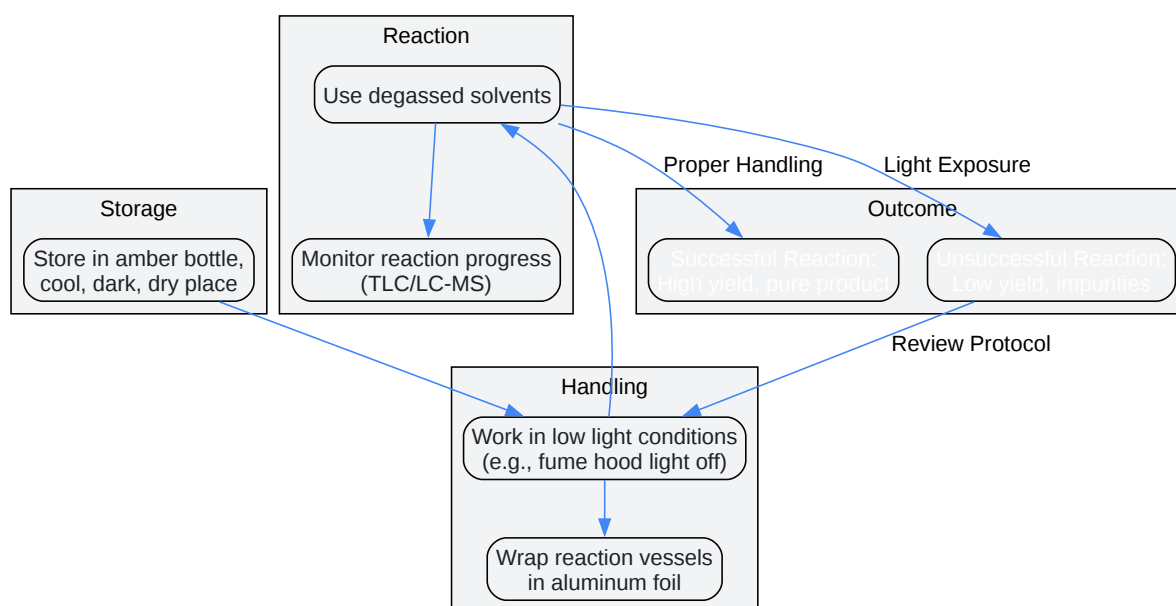 Reaction
Use degassed solvents
Proper Handling
Light Exposure
Storage
Outcome
Store in amber bottle,
cool, dark, dry place
Monitor reaction progress
(TLC/LC-MS)
Successful Reaction:
High yield, pure product
Unsuccessful Reaction:
Low yield, impurities
Review Protocol
Handling
Work in low light conditions
(e.g., fume hood light off)
Wrap reaction vessels
in aluminum foil